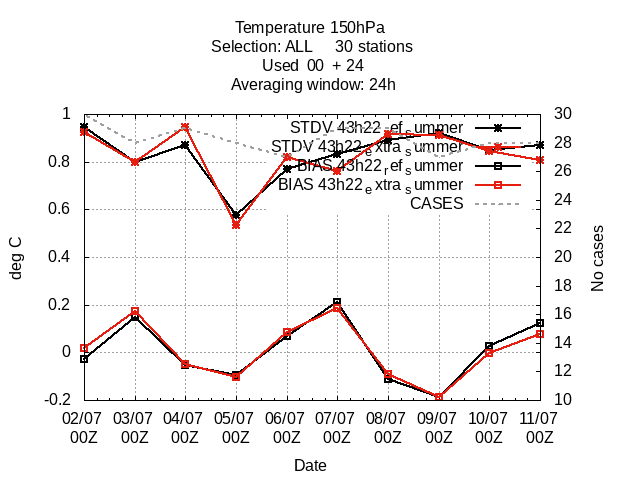 Temperature 150hPa
Selection: ALL 30 stations
Used 00 + 24
Averaging window: 24h
STDV 43h22_ref_summer
STDV 43h22_extra_summer
BIAS 43h22_ref_summer
BIAS 43h22_extra_summer
CASES
deg C
1
0.8
0.6
0.4
0.2
0
-0.2
30
28
26
24
22
20
18
16
14
12
10
No cases
02/07 03/07 04/07 05/07 06/07 07/07 08/07 09/07 10/07 11/07
00Z 00Z 00Z 00Z 00Z 00Z 00Z 00Z 00Z 00Z
Date